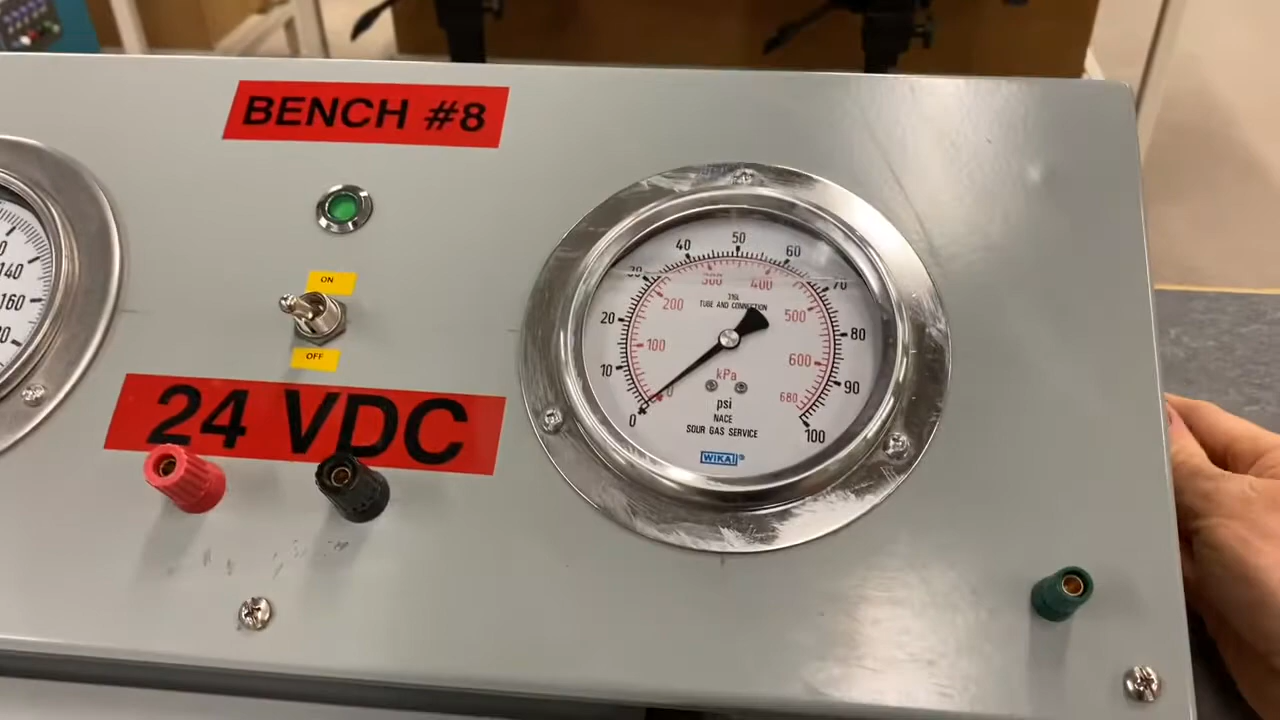 BENCH #8
ON
OFF
24 VDC
140
160
0 10 20 30 40 50 60 70 80 90 100
100 200 300 400 500 600 680
TUBE AND CONNECTION
kPa
psi
NACE
SOUR GAS SERVICE
WIKA®